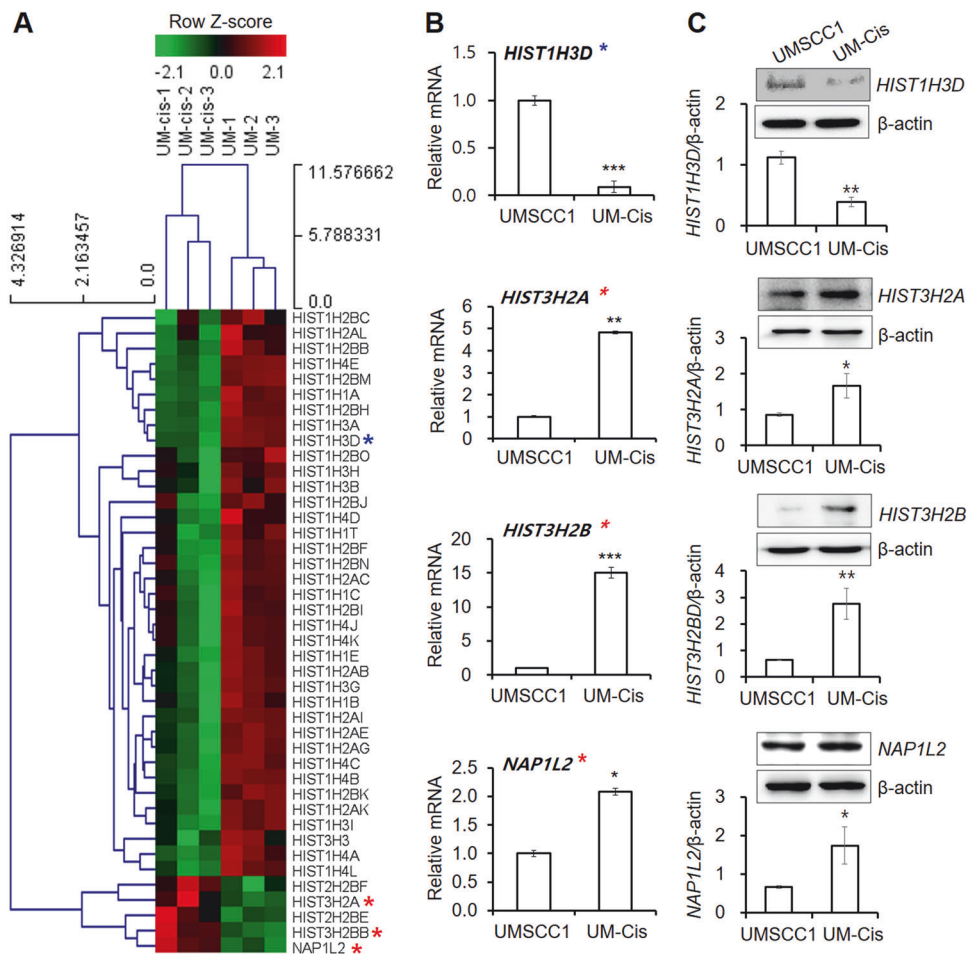 A
Row Z-score
-2.1 0.0 2.1
UM-cis-1
UM-cis-2
UM-cis-3
UM-1
UM-2
UM-3
11.576662
5.788331
0.0
4.326914
2.163457
0.0
HIST1H2BC
HIST1H2AL
HIST1H2BB
HIST1H4E
HIST1H2BM
HIST1H1A
HIST1H2BH
HIST1H3A
HIST1H3D *
HIST1H2BO
HIST1H3H
HIST1H3B
HIST1H2BJ
HIST1H4D
HIST1H1T
HIST1H2BF
HIST1H2BN
HIST1H2AC
HIST1H1C
HIST1H2BI
HIST1H4J
HIST1H4K
HIST1H1E
HIST1H2AB
HIST1H3G
HIST1H1B
HIST1H2AI
HIST1H2AE
HIST1H2AG
HIST1H4C
HIST1H4B
HIST1H2BK
HIST1H2AK
HIST1H3I
HIST3H3
HIST1H4A
HIST1H4L
HIST2H2BF
HIST3H2A *
HIST2H2BE
HIST3H2BB *
NAP1L2 *
B
HIST1H3D *
Relative mRNA
1.5
1.0
0.5
0.0
***
UMSCC1 UM-Cis
HIST3H2A *
Relative mRNA
6
5
4
3
2
1
0
**
UMSCC1 UM-Cis
HIST3H2B *
Relative mRNA
20
15
10
5
0
***
UMSCC1 UM-Cis
NAP1L2 *
Relative mRNA
2.5
2.0
1.5
1.0
0.5
0.0
*
UMSCC1 UM-Cis
C
UMSCC1 UM-Cis
HIST1H3D
β-actin
HIST1H3D/β-actin
2
1
0
**
UMSCC1 UM-Cis
HIST3H2A
β-actin
HIST3H2A/β-actin
3
2
1
0
*
UMSCC1 UM-Cis
HIST3H2B
β-actin
HIST3H2BD/β-actin
4
3
2
1
0
**
UMSCC1 UM-Cis
NAP1L2
β-actin
NAP1L2/β-actin
3
2
1
0
*
UMSCC1 UM-Cis